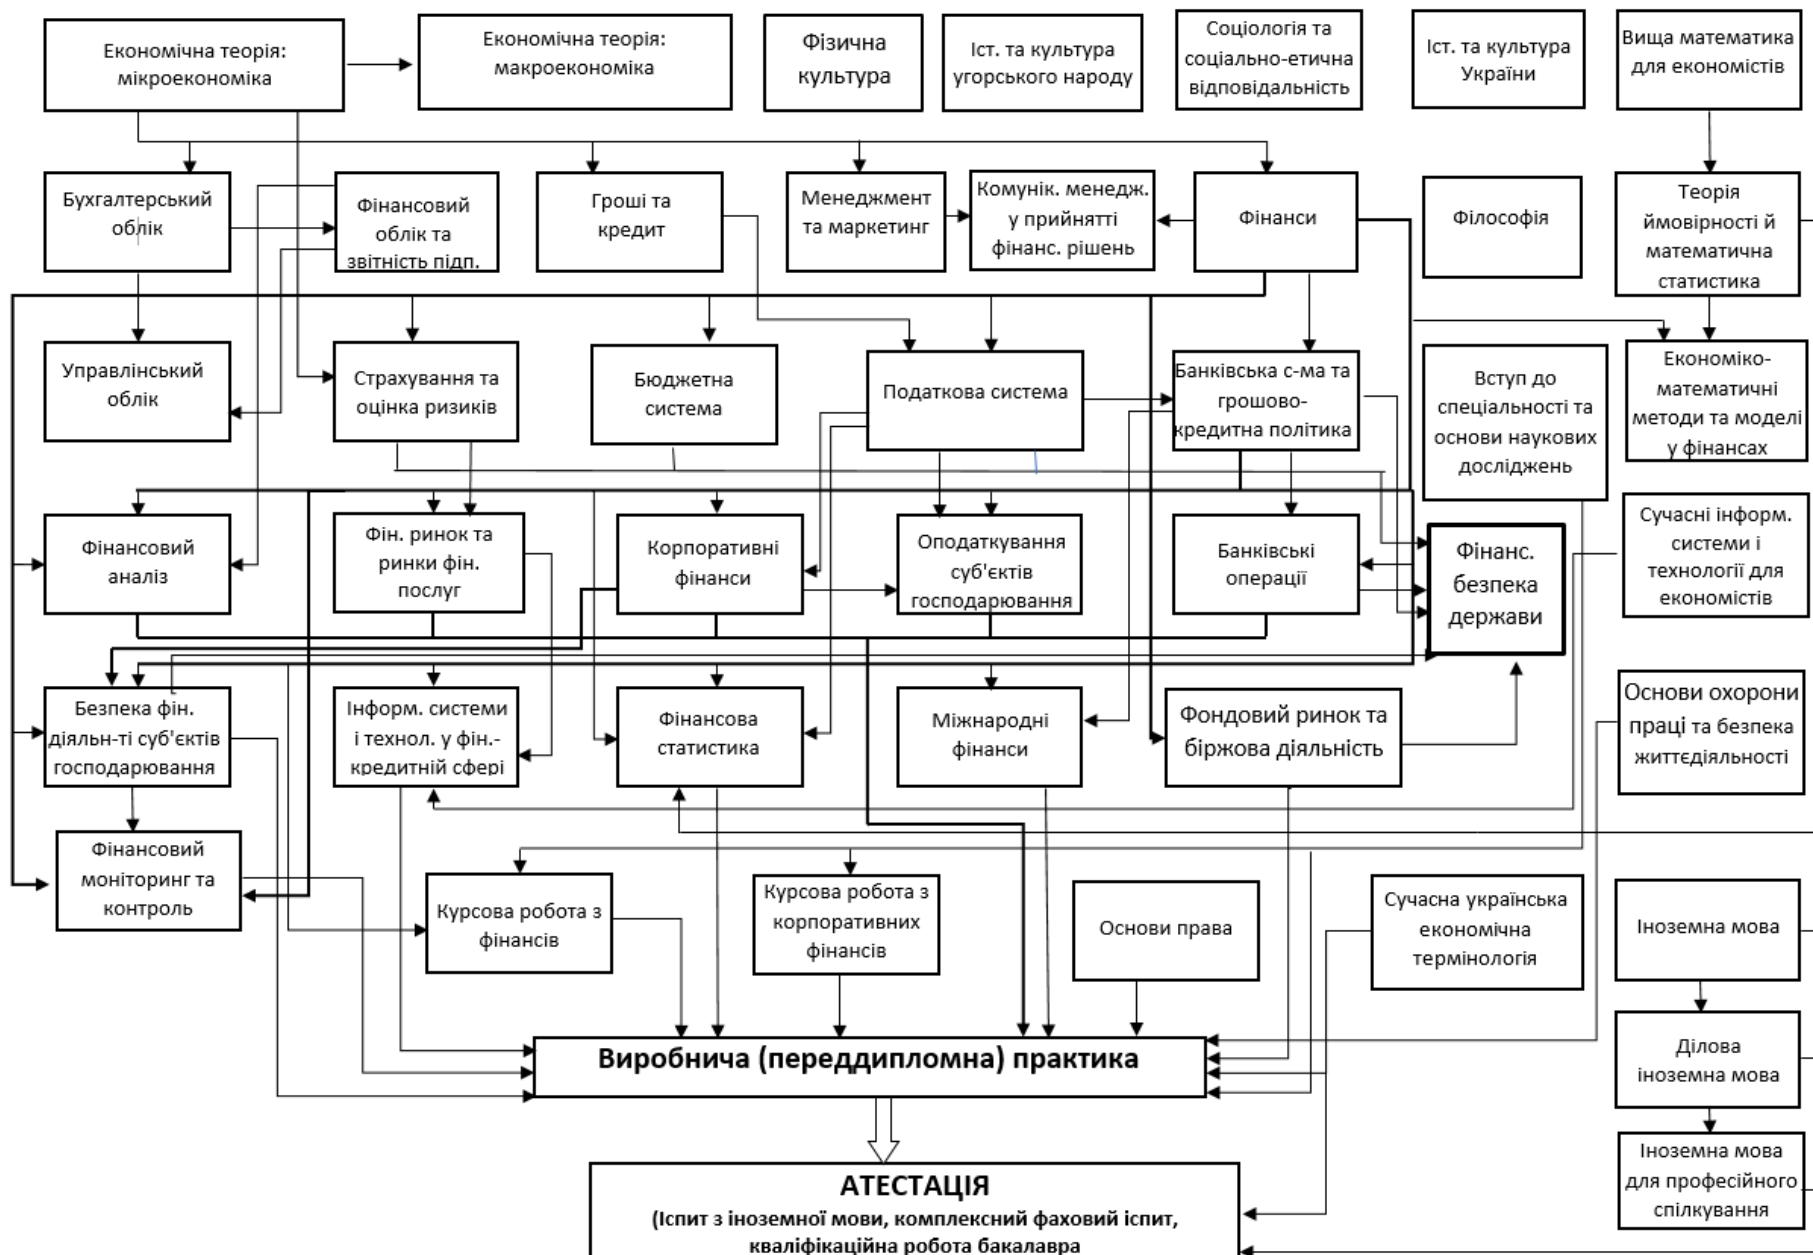 Економічна теорія:
мікроекономіка
Економічна теорія:
макроекономіка
Фізична
культура
Іст. та культура
угорського народу
Соціологія та
соціально-етична
відповідальність
Іст. та культура
України
Вища математика
для економістів
Бухгалтерський
облік
Фінансовий
облік та
звітність підп.
Гроші та
кредит
Менеджмент
та маркетинг
Комунік. менедж.
у прийнятті
фінанс. рішень
Фінанси
Філософія
Теорія
ймовірності й
математична
статистика
Управлінський
облік
Страхування та
оцінка ризиків
Бюджетна
система
Податкова система
Банківська с-ма та
грошово-
кредитна політика
Вступ до
спеціальності та
основи наукових
досліджень
Економіко-
математичні
методи та моделі
у фінансах
Фінансовий
аналіз
Фін. ринок та
ринки фін.
послуг
Корпоративні
фінанси
Оподаткування
суб'єктів
господарювання
Банківські
операції
Фінанс.
безпека
держави
Сучасні інформ.
системи і
технології для
економістів
Безпека фін.
діяльн-ті суб'єктів
господарювання
Інформ. системи
і технол. у фін.-
кредитній сфері
Фінансова
статистика
Міжнародні
фінанси
Фондовий ринок та
біржова діяльність
Основи охорони
праці та безпека
життєдіяльності
Фінансовий
моніторинг та
контроль
Курсова робота з
фінансів
Курсова робота з
корпоративних
фінансів
Основи права
Сучасна українська
економічна
термінологія
Іноземна мова
Виробнича (переддипломна) практика
Ділова
іноземна мова
Іноземна мова
для професійного
спілкування
АТЕСТАЦІЯ
(Іспит з іноземної мови, комплексний фаховий іспит,
кваліфікаційна робота бакалавра